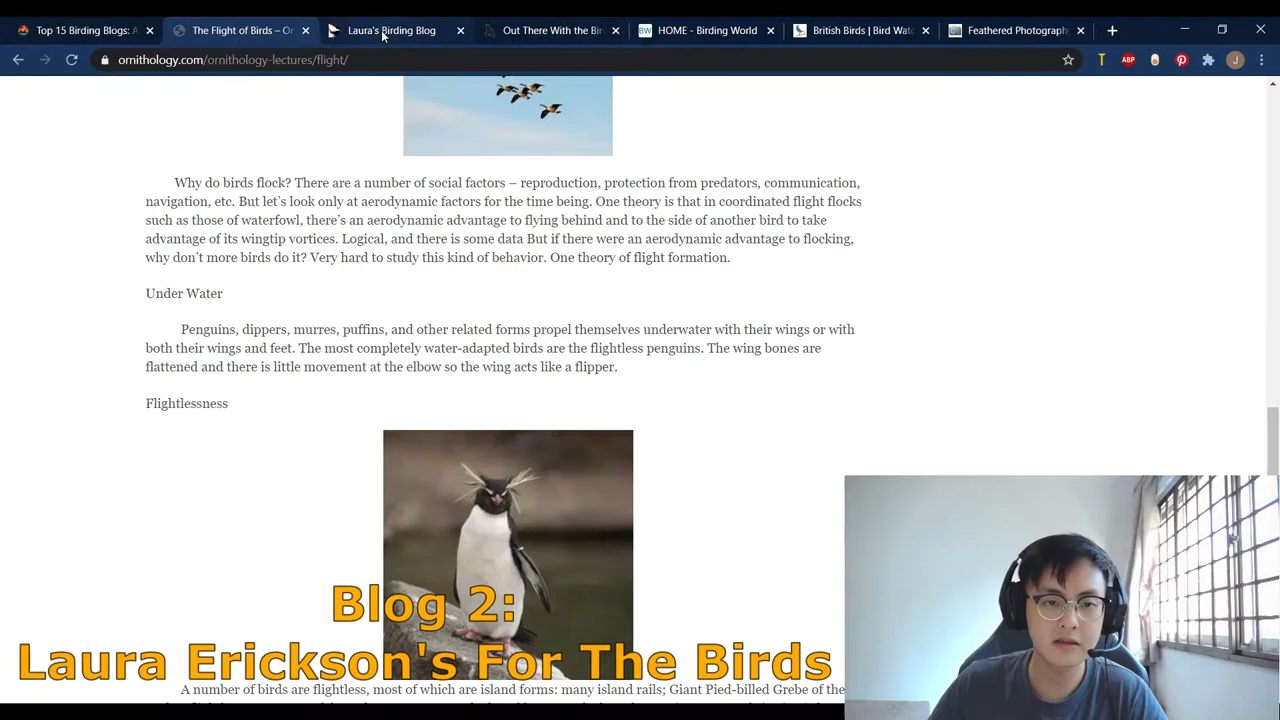 Top 15 Birding Blogs: A
The Flight of Birds – Or
Laura's Birding Blog
Out There With the Bir
BW HOME - Birding World
British Birds | Bird Wat
Feathered Photograph
ornithology.com/ornithology-lectures/flight/
T
ABP
J
Why do birds flock? There are a number of social factors – reproduction, protection from predators, communication,
navigation, etc. But let's look only at aerodynamic factors for the time being. One theory is that in coordinated flight flocks
such as those of waterfowl, there's an aerodynamic advantage to flying behind and to the side of another bird to take
advantage of its wingtip vortices. Logical, and there is some data But if there were an aerodynamic advantage to flocking,
why don't more birds do it? Very hard to study this kind of behavior. One theory of flight formation.
Under Water
Penguins, dippers, murres, puffins, and other related forms propel themselves underwater with their wings or with
both their wings and feet. The most completely water-adapted birds are the flightless penguins. The wing bones are
flattened and there is little movement at the elbow so the wing acts like a flipper.
Flightlessness
Blog 2:
Laura Erickson's For The Birds
A number of birds are flightless, most of which are island forms: many island rails; Giant Pied-billed Grebe of the